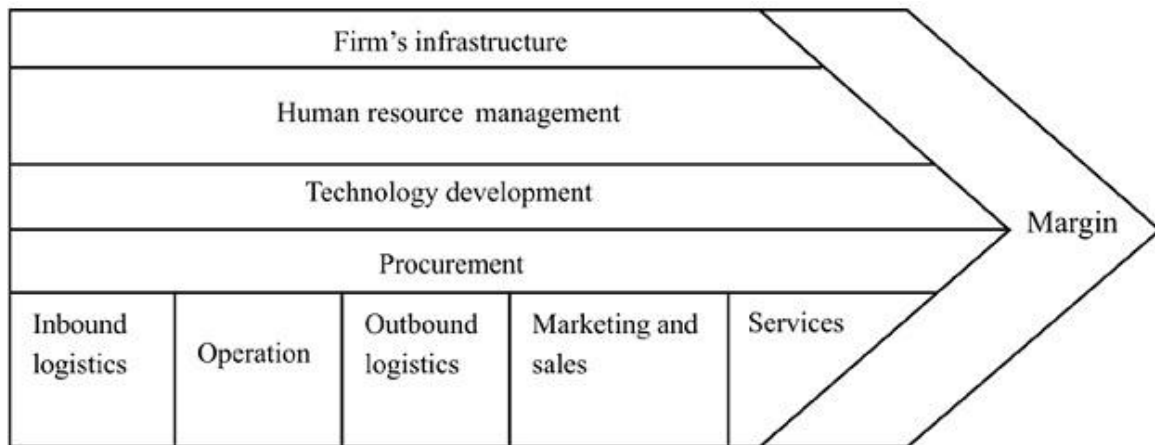 Firm's infrastructure
Human resource management
Technology development
Margin
Procurement
Inbound
logistics
Operation
Outbound
logistics
Marketing and
sales
Services